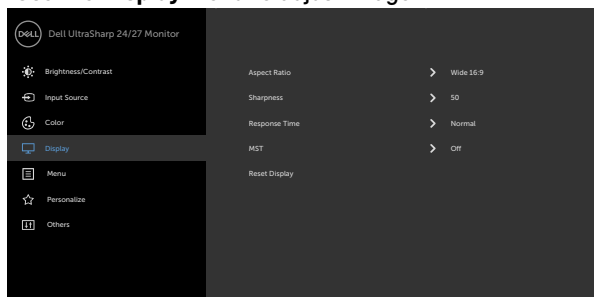 DELL Dell UltraSharp 24/27 Monitor
Brightness/Contrast
Aspect Ratio Wide 16:9
Input Source
Sharpness 50
Color
Response Time Normal
Display
MST Off
Menu
Reset Display
Personalize
Others